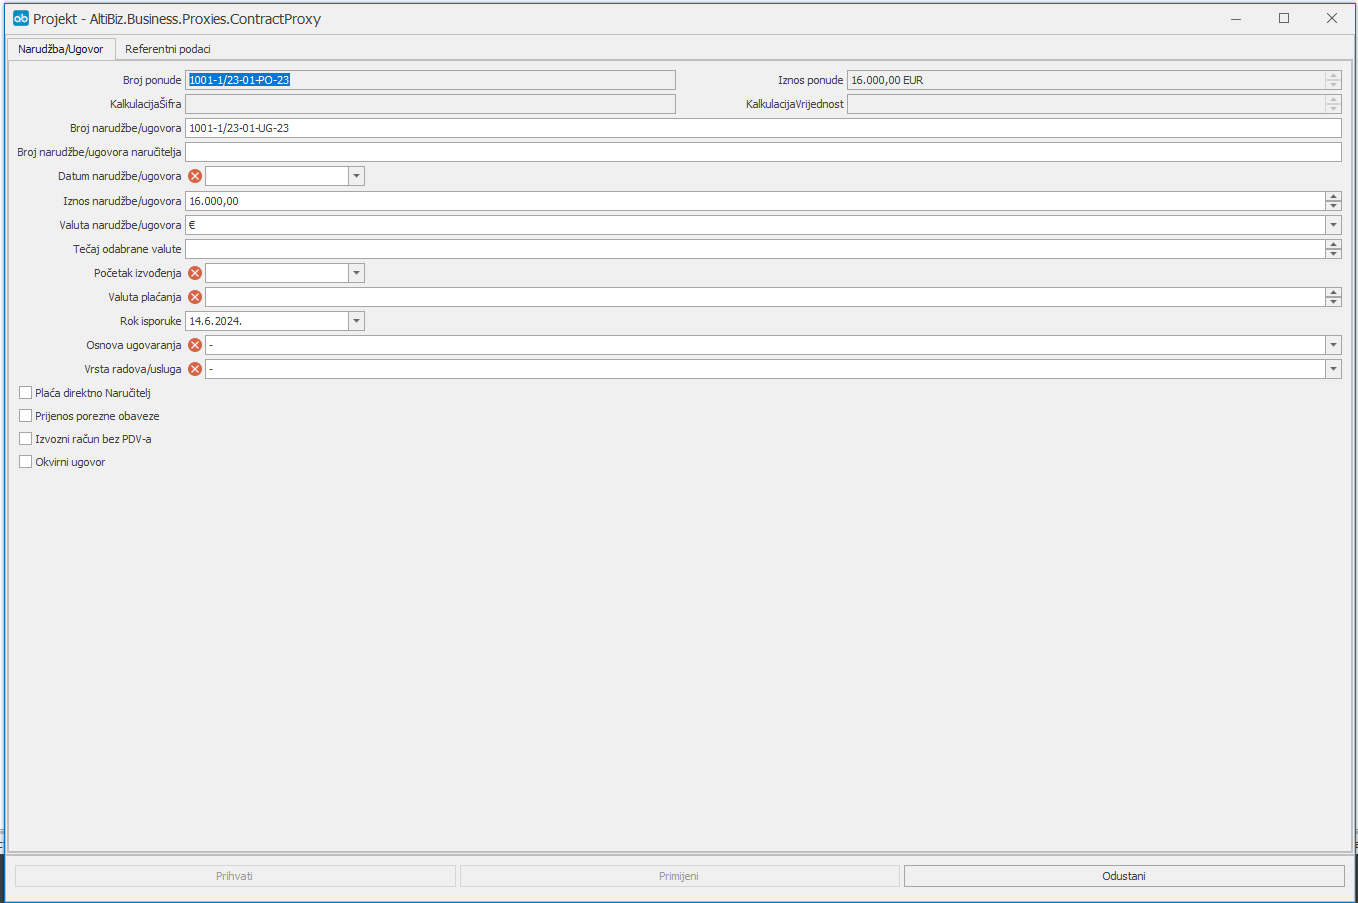 ab Projekt - AltiBiz.Business.Proxies.ContractProxy
Narudžba/Ugovor Referentni podaci
Broj ponude 1001-1/23-01-PO-23 Iznos ponude 16.000,00 EUR
KalkulacijaŠifra KalkulacijaVrijednost
Broj narudžbe/ugovora 1001-1/23-01-UG-23
Broj narudžbe/ugovora naručitelja
Datum narudžbe/ugovora
Iznos narudžbe/ugovora 16.000,00
Valuta narudžbe/ugovora €
Tečaj odabrane valute
Početak izvođenja
Valuta plaćanja
Rok isporuke 14.6.2024.
Osnova ugovaranja -
Vrsta radova/usluga -
Plaća direktno Naručitelj
Prijenos porezne obaveze
Izvozni račun bez PDV-a
Okvirni ugovor
Prihvati Primijeni Odustani